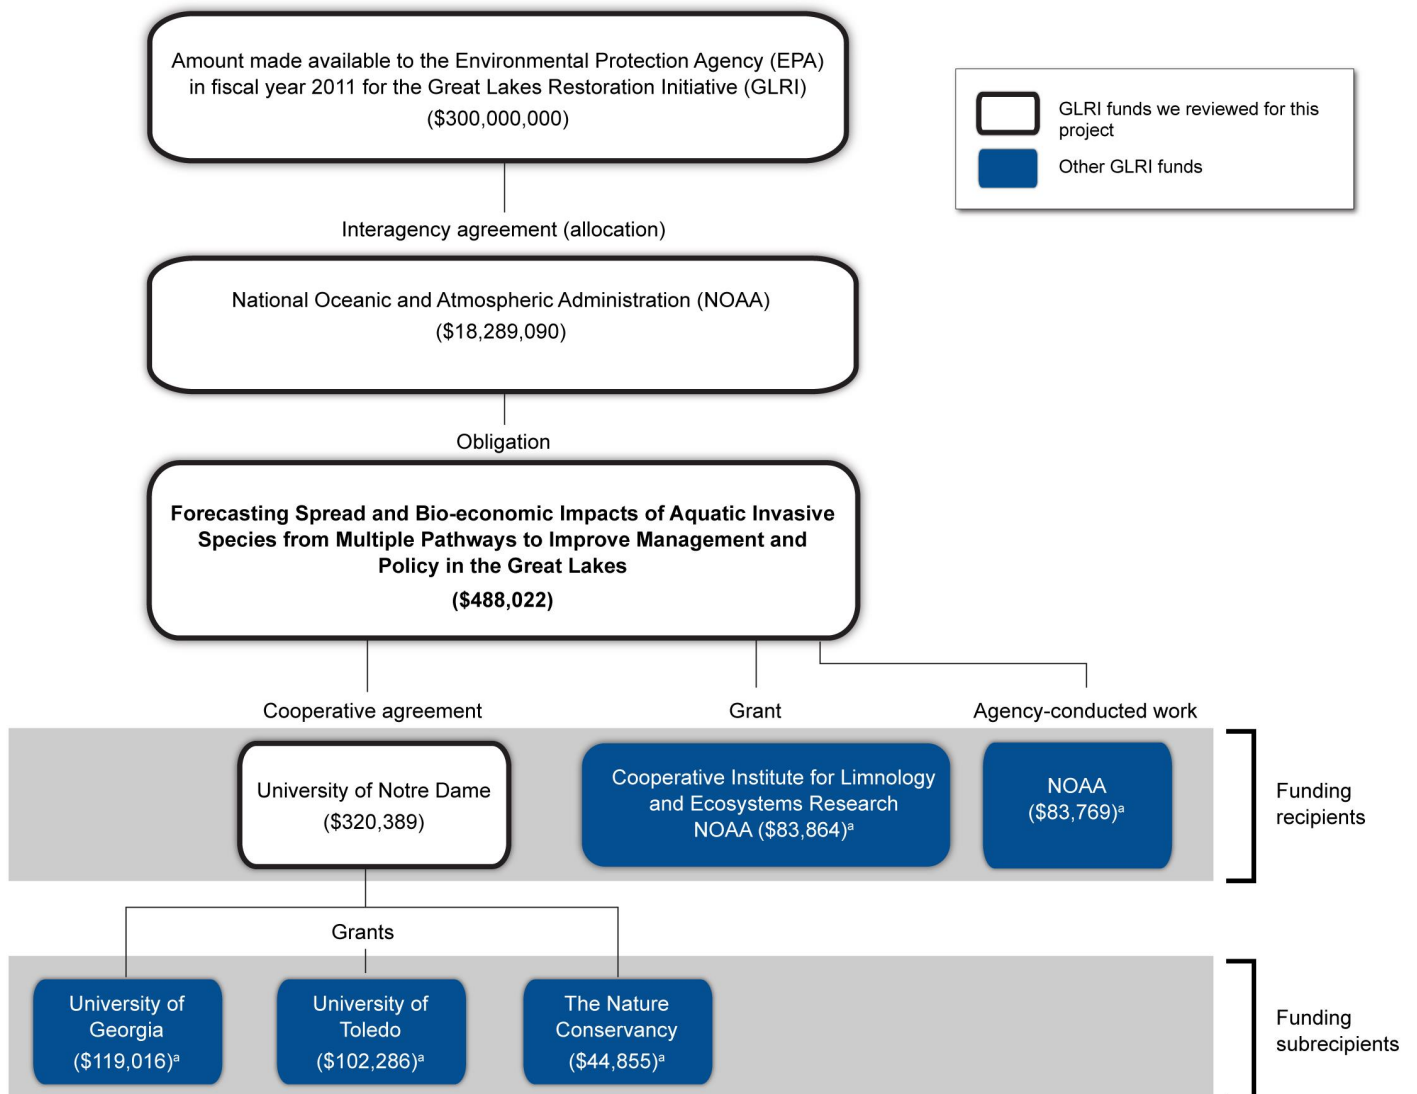 Amount made available to the Environmental Protection Agency (EPA)
in fiscal year 2011 for the Great Lakes Restoration Initiative (GLRI)
($300,000,000)
GLRI funds we reviewed for this
project
Other GLRI funds
Interagency agreement (allocation)
National Oceanic and Atmospheric Administration (NOAA)
($18,289,090)
Obligation
Forecasting Spread and Bio-economic Impacts of Aquatic Invasive
Species from Multiple Pathways to Improve Management and
Policy in the Great Lakes
($488,022)
Cooperative agreement
Grant
Agency-conducted work
University of Notre Dame
($320,389)
Cooperative Institute for Limnology
and Ecosystems Research
NOAA ($83,864)ᵃ
NOAA
($83,769)ᵃ
Funding
recipients
Grants
University of
Georgia
($119,016)ᵃ
University of
Toledo
($102,286)ᵃ
The Nature
Conservancy
($44,855)ᵃ
Funding
subrecipients